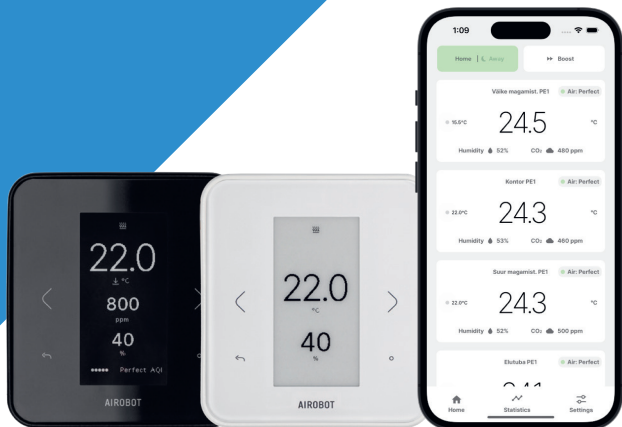 22.0
°C
800
ppm
40
%
Perfect AQI
AIROBOT
22.0
°C
40
%
AIROBOT
1:09
Home | Away
Boost
Väike magamist. PE1
Air: Perfect
15.5°C
24.5
°C
Humidity 52%
CO₂ 480 ppm
Kontor PE1
Air: Perfect
22.0°C
24.3
°C
Humidity 53%
CO₂ 460 ppm
Suur magamist. PE1
Air: Perfect
22.0°C
24.3
°C
Humidity 52%
CO₂ 500 ppm
Elutuba PE1
Air: Perfect
Home
Statistics
Settings